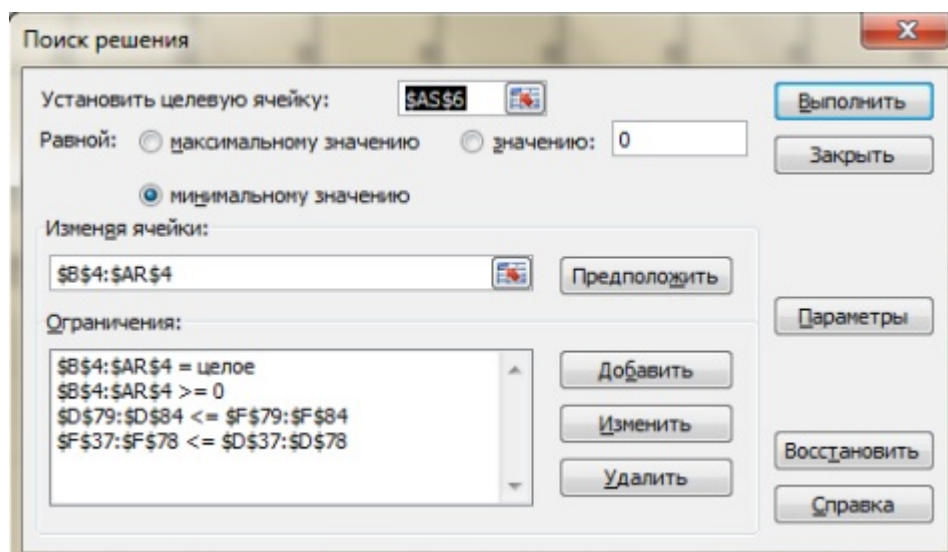 Поиск решения
Установить целевую ячейку: $AS$6
Выполнить
Равной: максимальному значению значению: 0
Закрыть
минимальному значению
Изменяя ячейки:
$B$4:$AR$4
Предположить
Параметры
Ограничения:
$B$4:$AR$4 = целое
$B$4:$AR$4 >= 0
$D$79:$D$84 <= $F$79:$F$84
$F$37:$F$78 <= $D$37:$D$78
Добавить
Изменить
Удалить
Восстановить
Справка